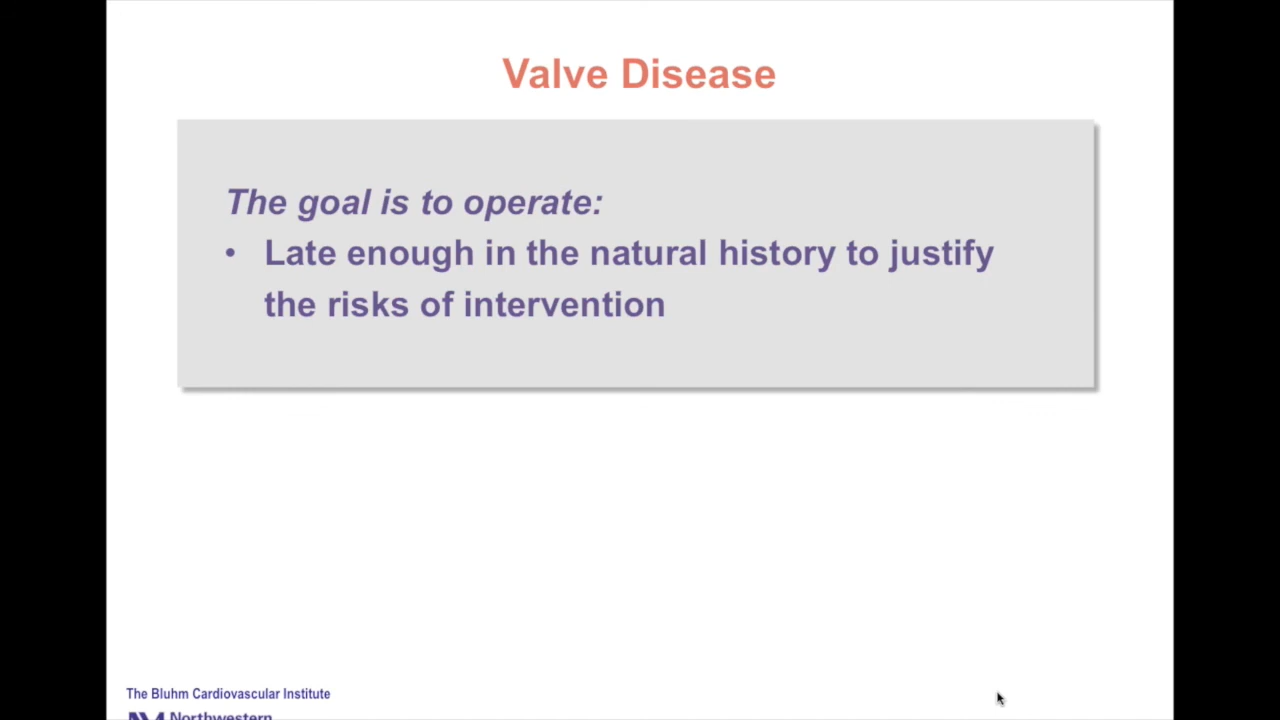 Valve Disease
The goal is to operate:
• Late enough in the natural history to justify
the risks of intervention
The Bluhm Cardiovascular Institute
Northwestern